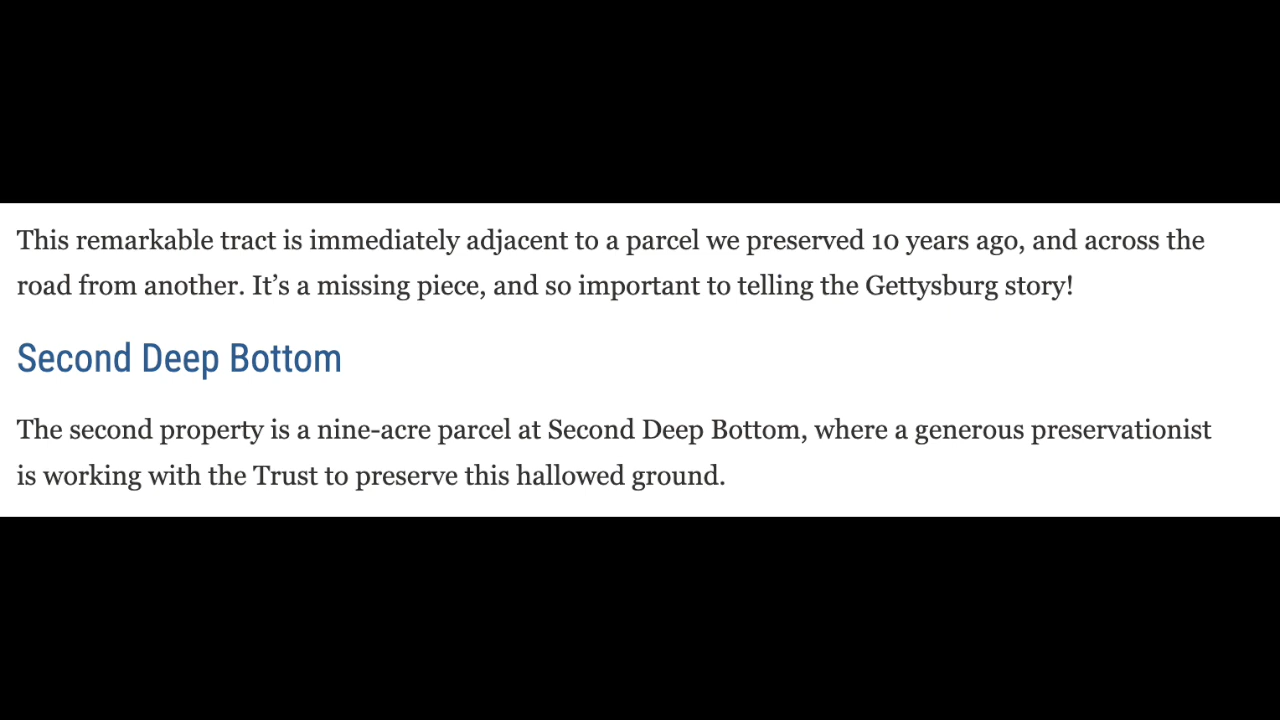 This remarkable tract is immediately adjacent to a parcel we preserved 10 years ago, and across the
road from another. It’s a missing piece, and so important to telling the Gettysburg story!
Second Deep Bottom
The second property is a nine-acre parcel at Second Deep Bottom, where a generous preservationist
is working with the Trust to preserve this hallowed ground.